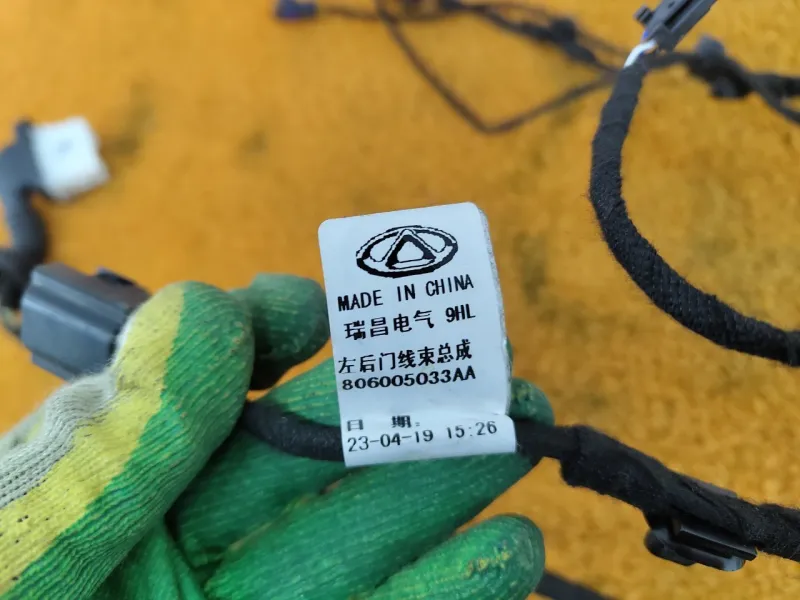 MADE IN CHINA
瑞昌电气 9HL
左后门线束总成
806005033AA
日 期:
23-04-19 15:26